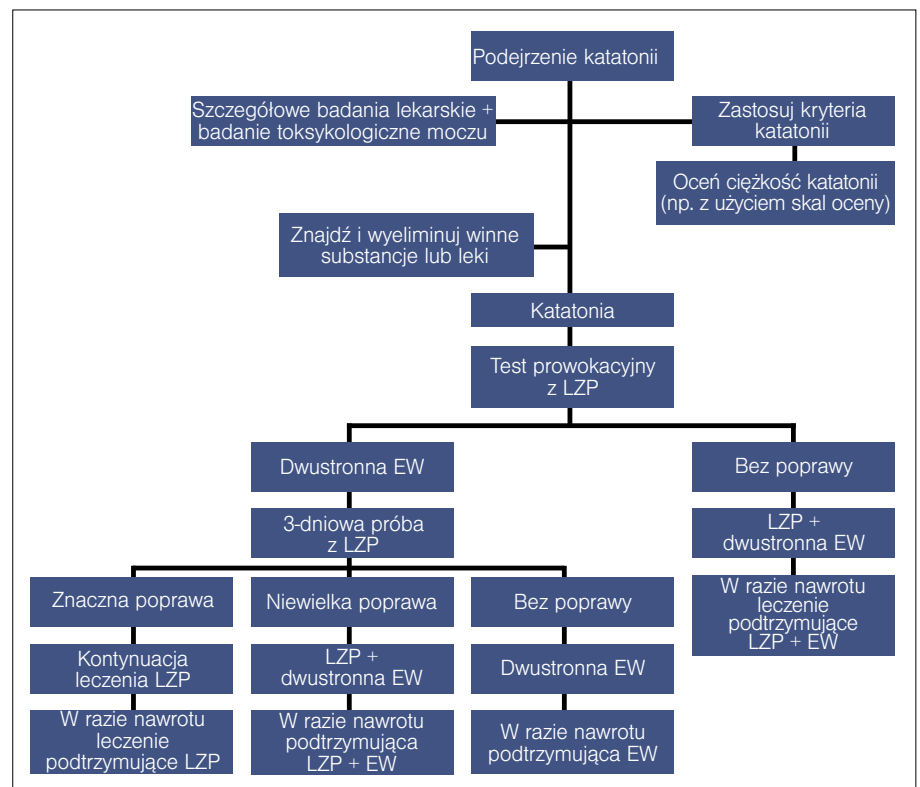 Podejrzenie katatonii
Szczegółowe badania lekarskie +
badanie toksykologiczne moczu
Zastosuj kryteria
katatonii
Oceń ciężkość katatonii
(np. z użyciem skal oceny)
Znajdź i wyeliminuj winne
substancje lub leki
Katatonia
Test prowokacyjny
z LZP
Dwustronna EW
Bez poprawy
3-dniowa próba
z LZP
LZP +
dwustronna EW
W razie nawrotu
leczenie
podtrzymujące
LZP + EW
Znaczna poprawa
Niewielka poprawa
Bez poprawy
Kontynuacja
leczenia LZP
LZP +
dwustronna EW
Dwustronna EW
W razie nawrotu
leczenie
podtrzymujące LZP
W razie nawrotu
podtrzymująca
LZP + EW
W razie nawrotu
podtrzymująca EW